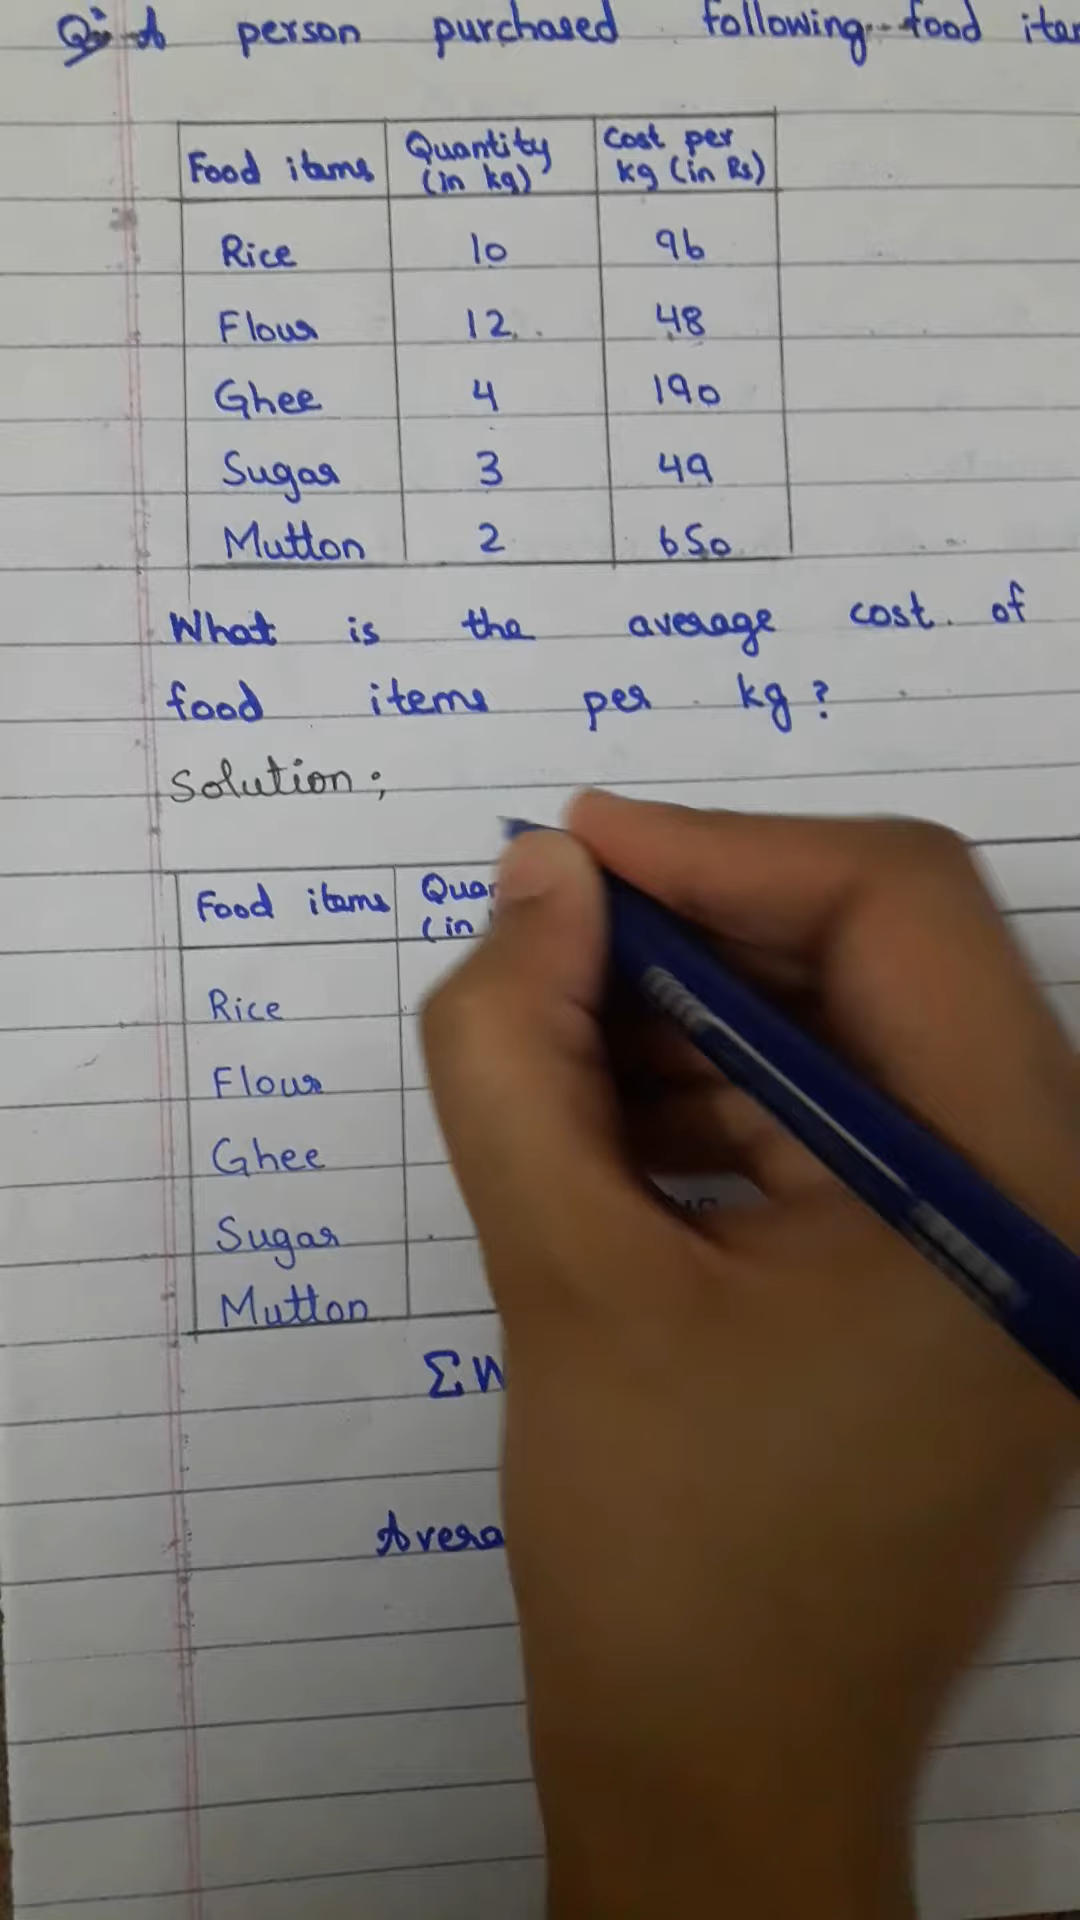 Q:- A person purchased following food
Food items Quantity (in kg) Cost per kg (in Rs)
Rice 10 96
Flour 12 48
Ghee 4 190
Sugar 3 49
Mutton 2 650
What is the average cost of
food items per kg?
Solution:
Food items
(in
Rice
Flour
Ghee
Sugar
Mutton
ΣW